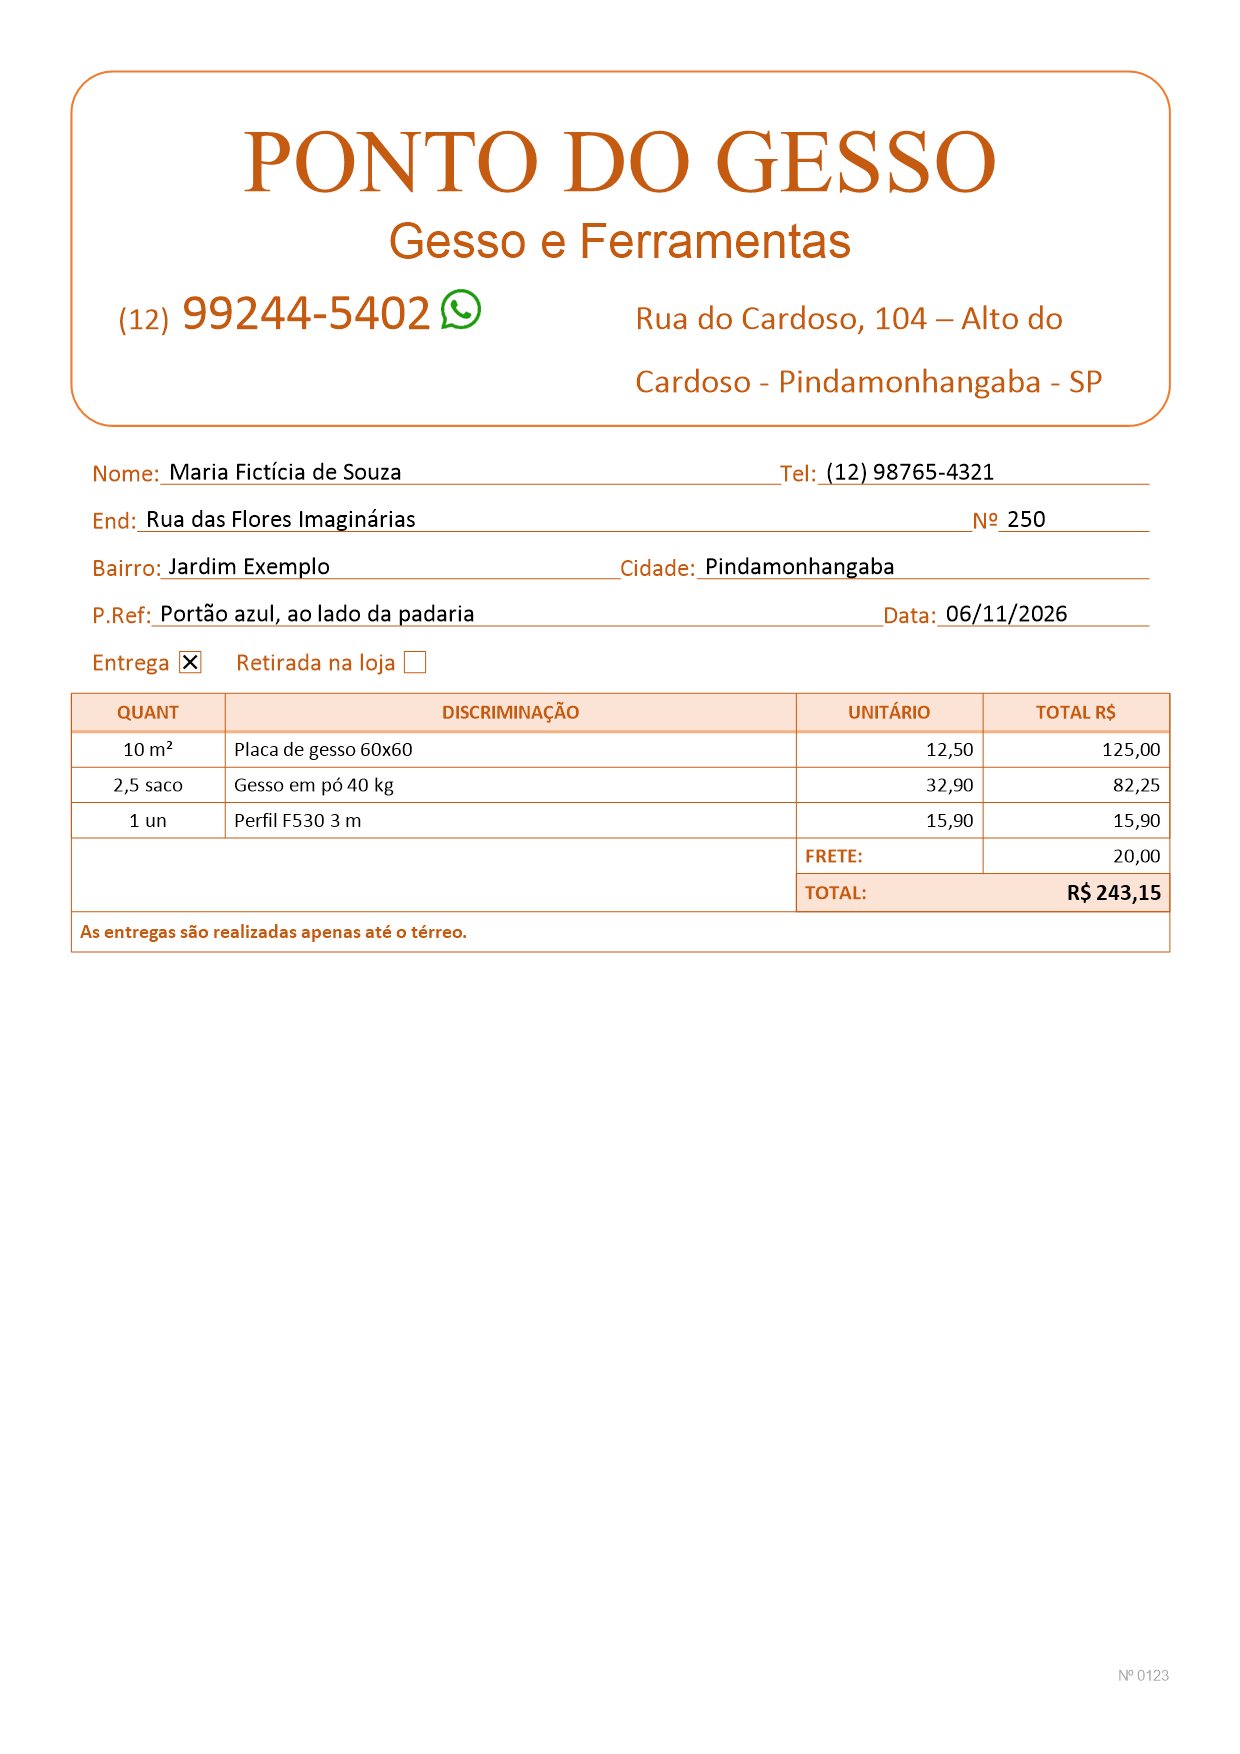 PONTO DO GESSO
Gesso e Ferramentas
(12) 99244-5402
Rua do Cardoso, 104 – Alto do
Cardoso - Pindamonhangaba - SP
Nome: Maria Fictícia de Souza Tel: (12) 98765-4321
End: Rua das Flores Imaginárias Nº 250
Bairro: Jardim Exemplo Cidade: Pindamonhangaba
P.Ref: Portão azul, ao lado da padaria Data: 06/11/2026
Entrega ☒ Retirada na loja ☐
QUANT DISCRIMINAÇÃO UNITÁRIO TOTAL R$
10 m² Placa de gesso 60x60 12,50 125,00
2,5 saco Gesso em pó 40 kg 32,90 82,25
1 un Perfil F530 3 m 15,90 15,90
FRETE: 20,00
TOTAL: R$ 243,15
As entregas são realizadas apenas até o térreo.
Nº 0123